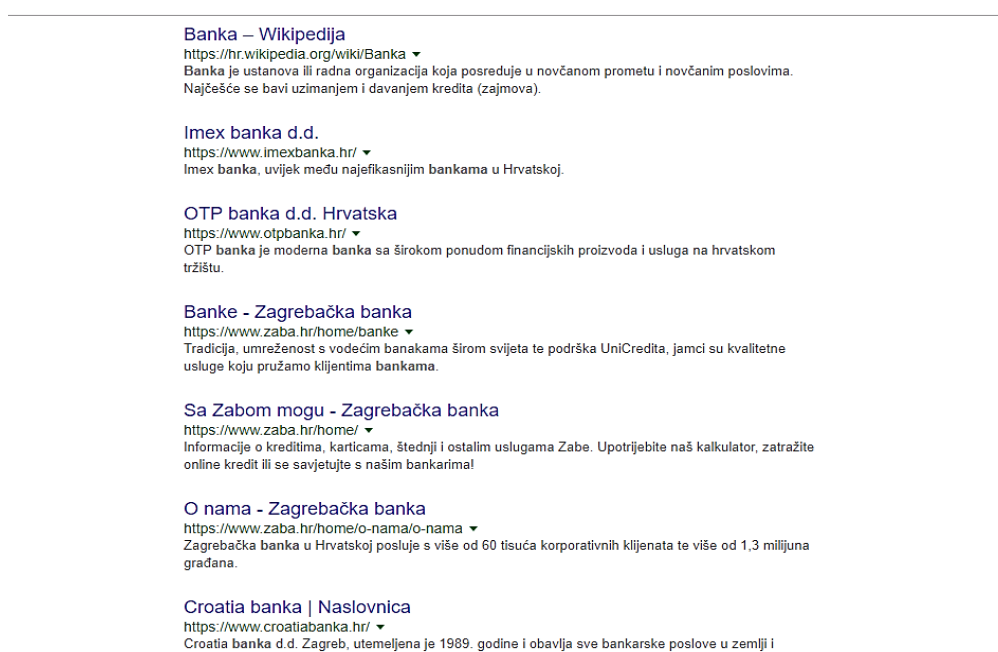 Banka – Wikipedija
https://hr.wikipedia.org/wiki/Banka
Banka je ustanova ili radna organizacija koja posreduje u novčanom prometu i novčanim poslovima.
Najčešće se bavi uzimanjem i davanjem kredita (zajmova).
Imex banka d.d.
https://www.imexbanka.hr/
Imex banka, uvijek među najefikasnijim bankama u Hrvatskoj.
OTP banka d.d. Hrvatska
https://www.otpbanka.hr/
OTP banka je moderna banka sa širokom ponudom financijskih proizvoda i usluga na hrvatskom
tržištu.
Banke - Zagrebačka banka
https://www.zaba.hr/home/banke
Tradicija, umreženost s vodećim banakama širom svijeta te podrška UniCredita, jamci su kvalitetne
usluge koju pružamo klijentima bankama.
Sa Zabom mogu - Zagrebačka banka
https://www.zaba.hr/home/
Informacije o kreditima, karticama, štednji i ostalim uslugama Zabe. Upotrijebite naš kalkulator, zatražite
online kredit ili se savjetujte s našim bankarima!
O nama - Zagrebačka banka
https://www.zaba.hr/home/o-nama/o-nama
Zagrebačka banka u Hrvatskoj posluje s više od 60 tisuća korporativnih klijenata te više od 1,3 milijuna
građana.
Croatia banka | Naslovnica
https://www.croatiabanka.hr/
Croatia banka d.d. Zagreb, utemeljena je 1989. godine i obavlja sve bankarske poslove u zemlji i